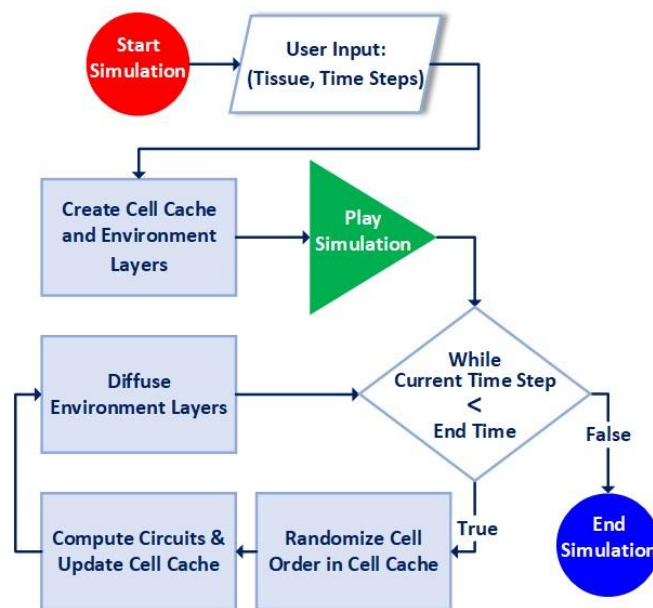 Start
Simulation
User Input:
(Tissue, Time Steps)
Create Cell Cache
and Environment
Layers
Play
Simulation
While
Current Time Step
<
End Time
False
End
Simulation
True
Randomize Cell
Order in Cell Cache
Compute Circuits &
Update Cell Cache
Diffuse
Environment Layers